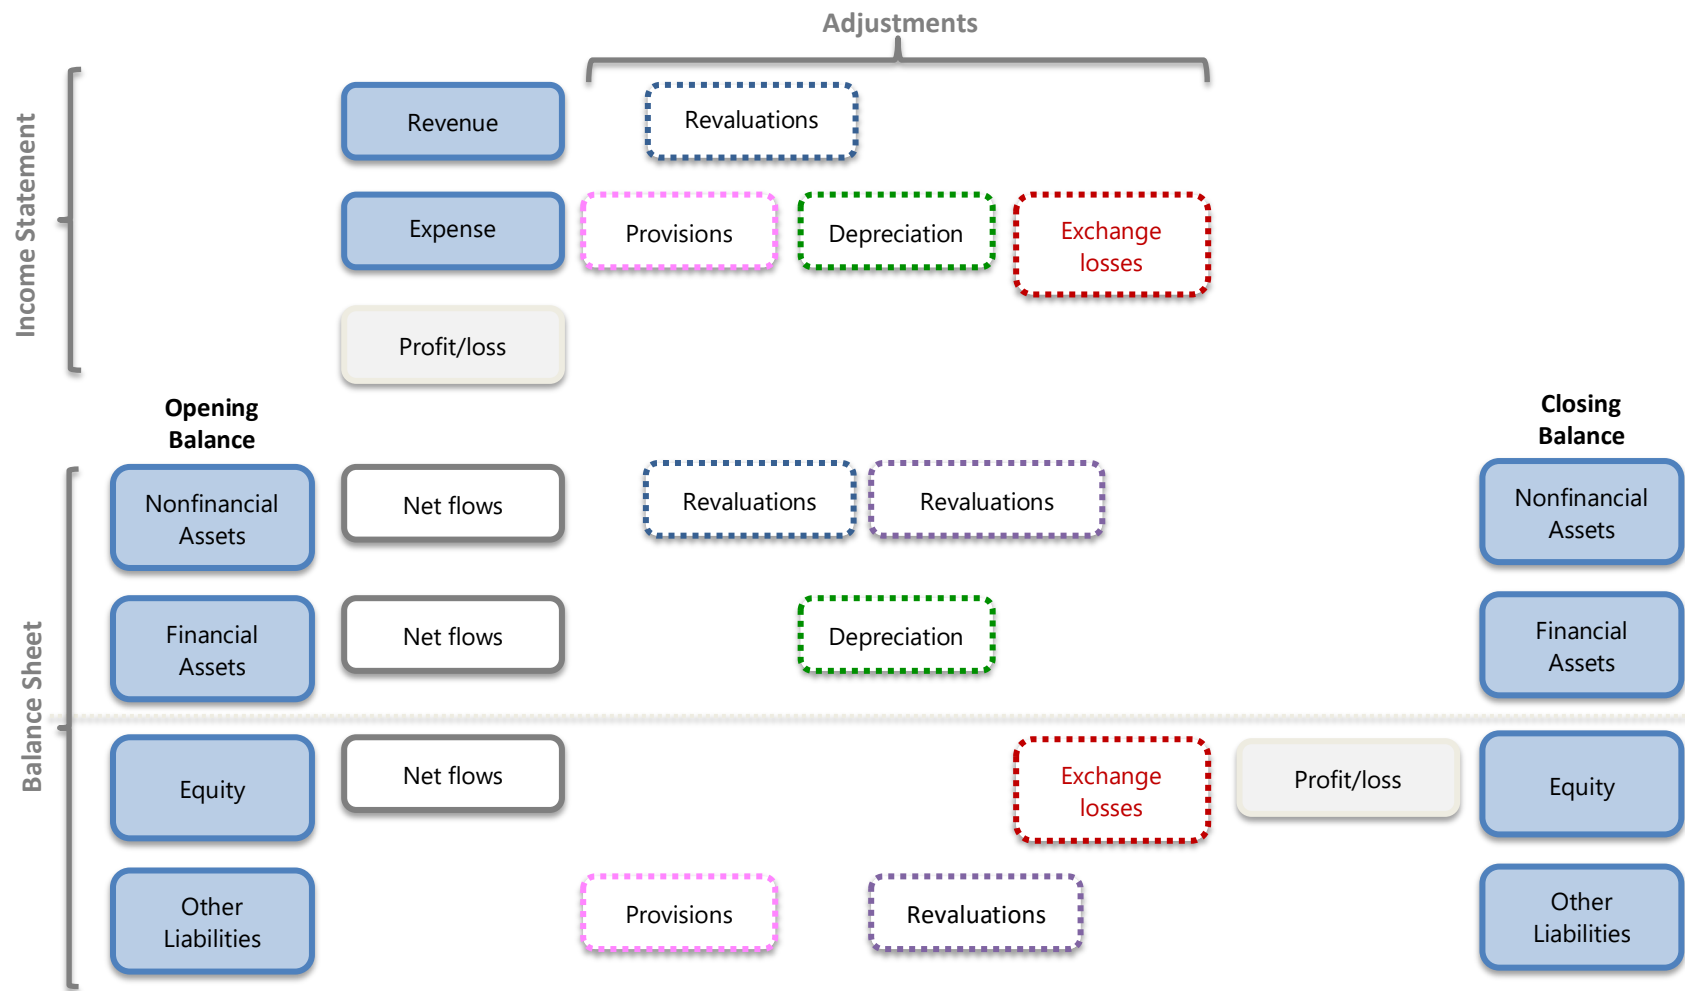 Adjustments
Income Statement
Revenue
Revaluations
Expense
Provisions
Depreciation
Exchange
losses
Profit/loss
Opening
Balance
Closing
Balance
Balance Sheet
Nonfinancial
Assets
Net flows
Revaluations
Revaluations
Nonfinancial
Assets
Financial
Assets
Net flows
Depreciation
Financial
Assets
Equity
Net flows
Exchange
losses
Profit/loss
Equity
Other
Liabilities
Provisions
Revaluations
Other
Liabilities